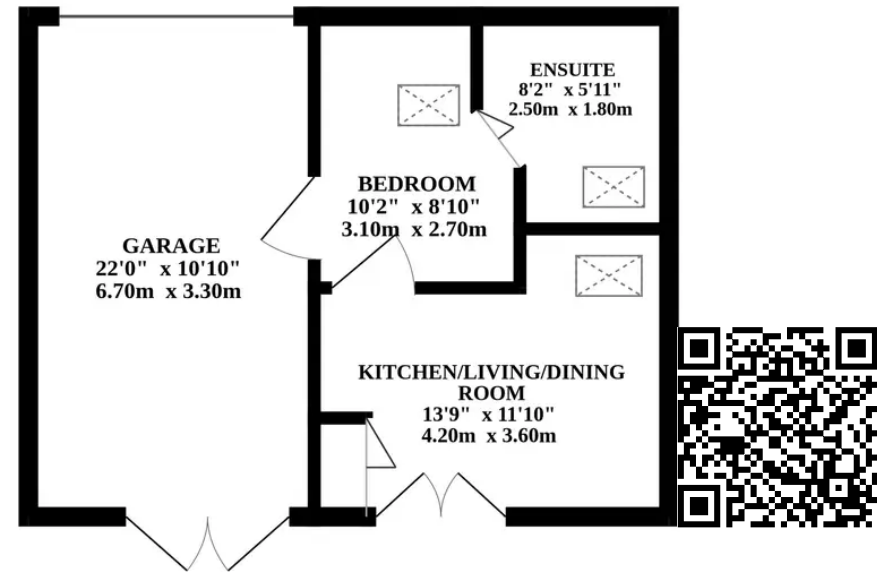 ENSUITE
8'2" x 5'11"
2.50m x 1.80m
BEDROOM
10'2" x 8'10"
3.10m x 2.70m
GARAGE
22'0" x 10'10"
6.70m x 3.30m
KITCHEN/LIVING/DINING
ROOM
13'9" x 11'10"
4.20m x 3.60m